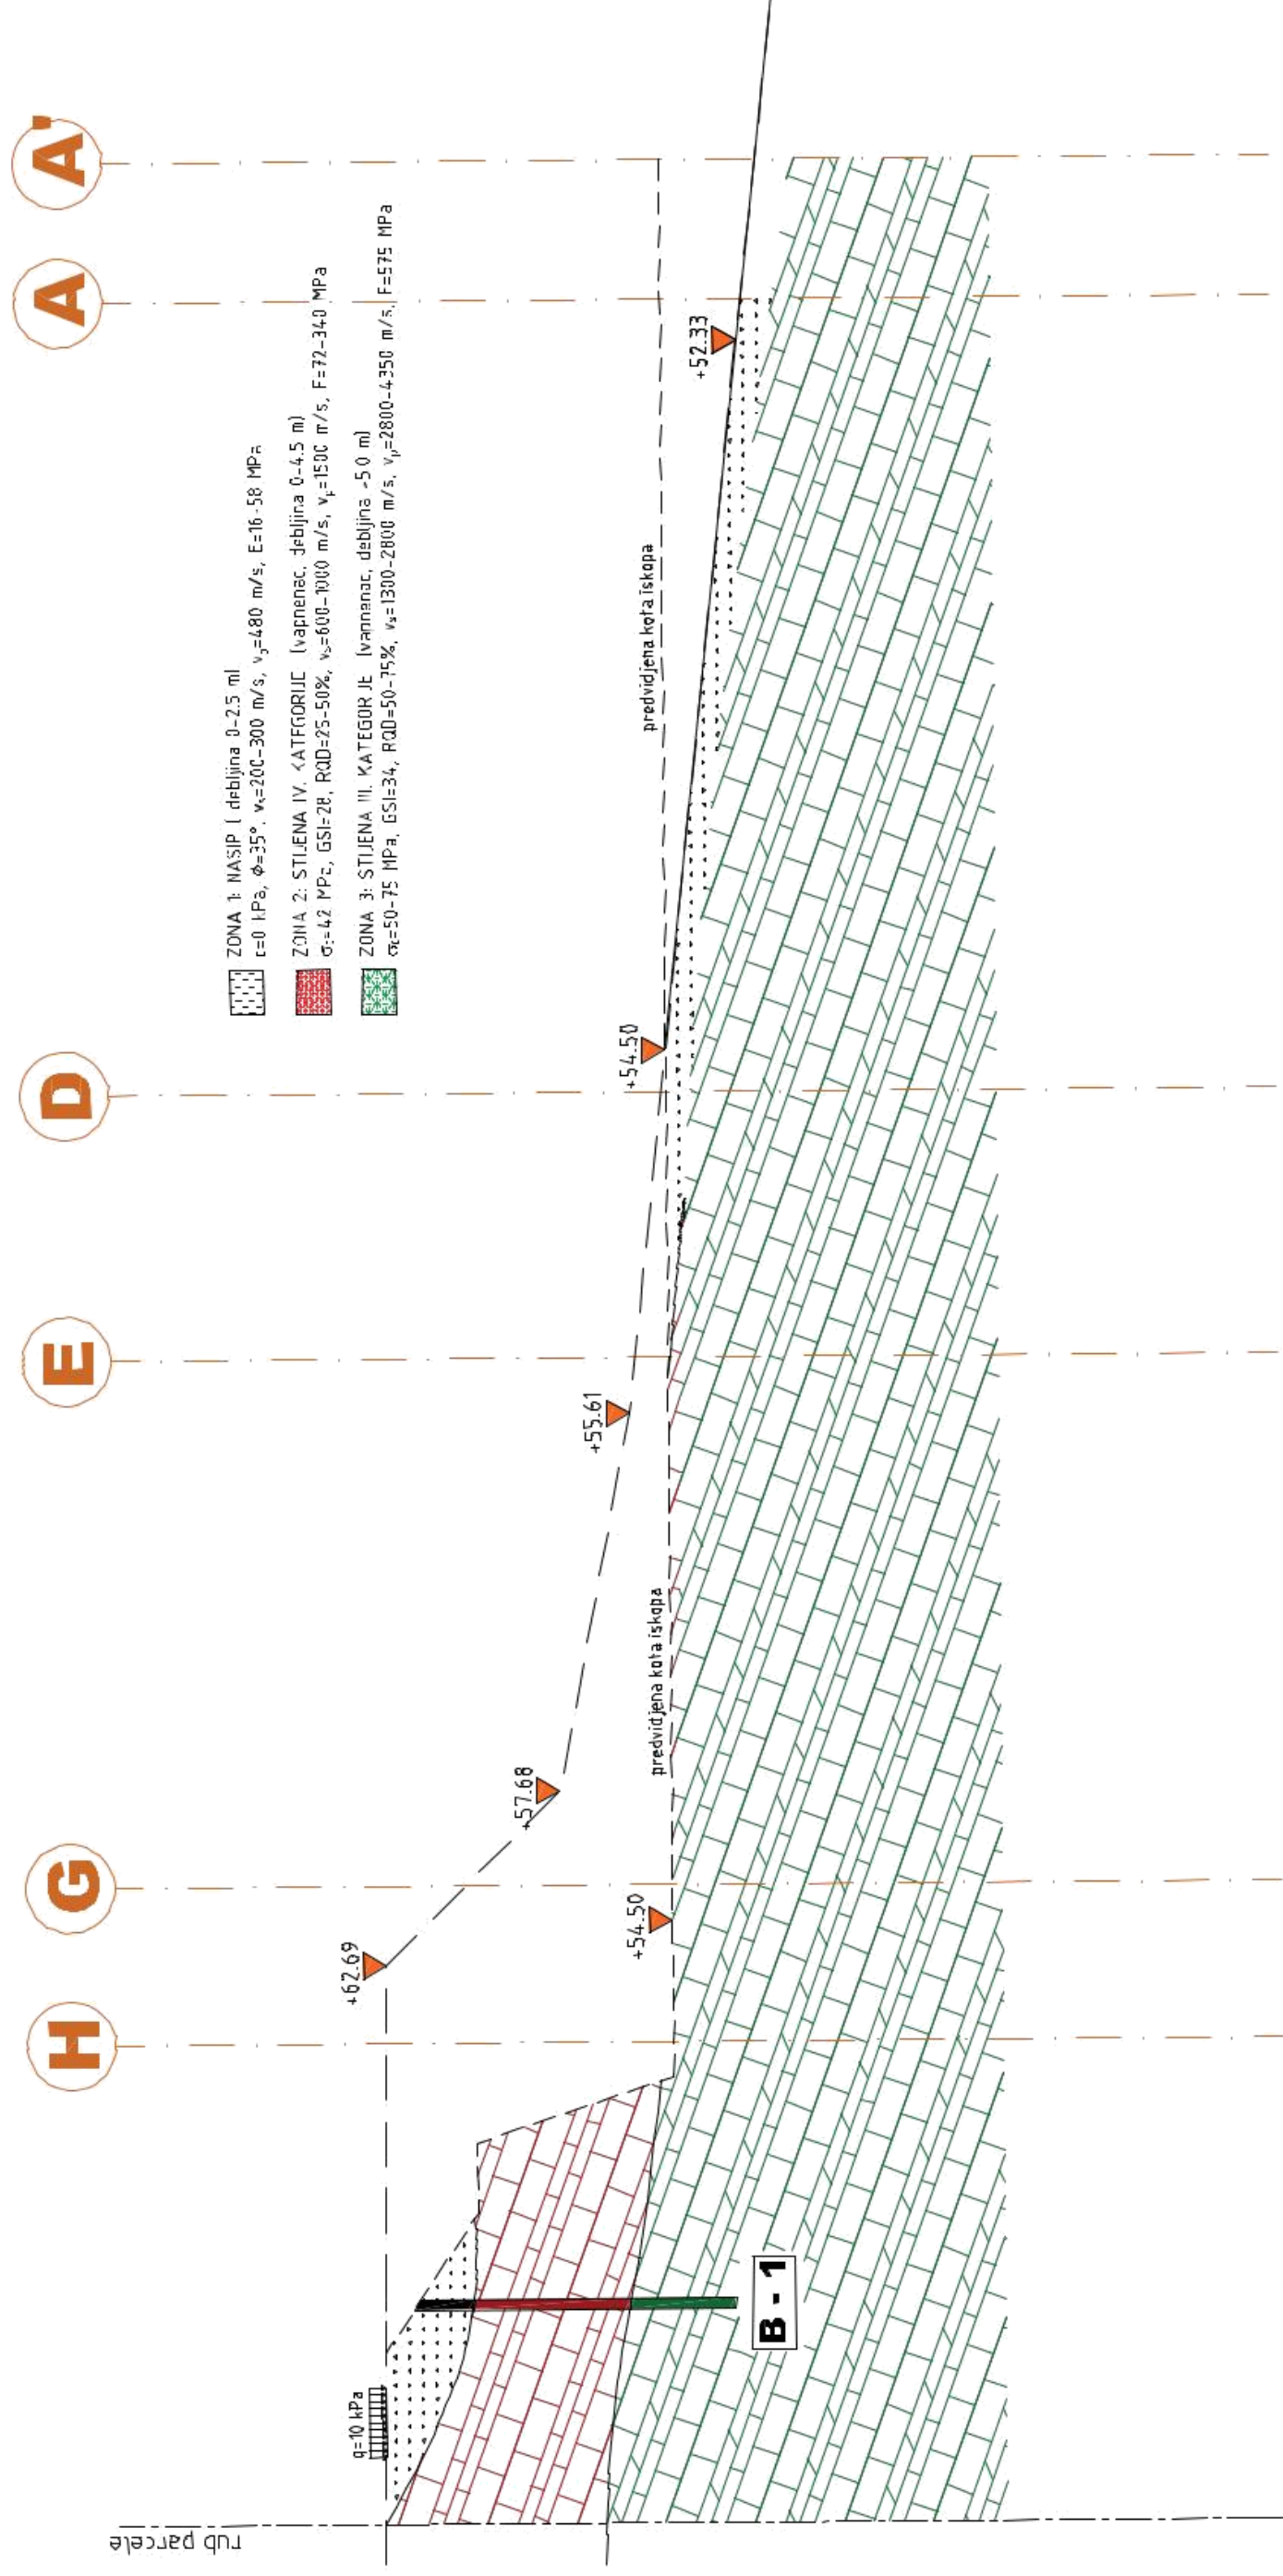 A'
A
D
E
G
H
ZONA 1: NASIP ( debljina 0-2.5 m)
c=0 kPa, ϕ=35°, vₛ=200-300 m/s, vₚ=480 m/s, E=16-58 MPa
ZONA 2: STIJENA IV. KATEGORIJE (vapnenac, debljina 0-4.5 m)
σc=42 MPa, GSI=28, RQD=25-50%, vₛ=600-1000 m/s, vₚ=1500 m/s, E=72-340 MPa
ZONA 3: STIJENA III. KATEGORIJE (vapnenac, debljina >5.0 m)
σc=50-75 MPa, GSI=34, RQD=50-75%, vₛ=1300-2800 m/s, vₚ=2800-4350 m/s, E=575 MPa
rub parcele
q=10 kPa
+62.69
+57.68
+55.61
+54.50
+52.33
+54.50
predvidjena kota iskopa
predvidjena kota iskopa
B - 1